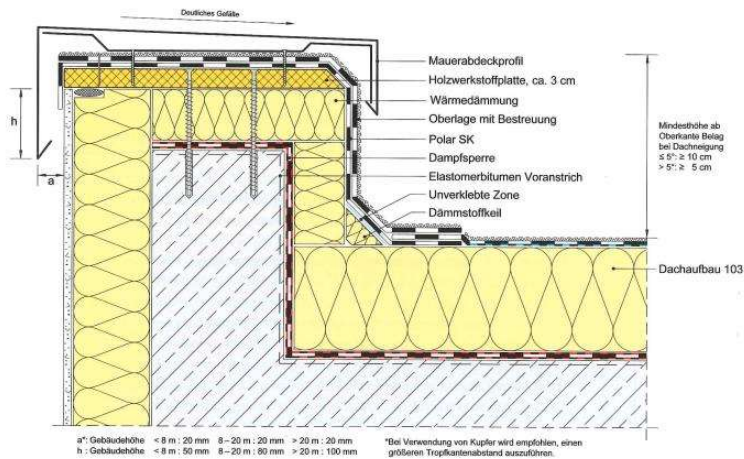 Deutliches Gefälle
Mauerabdeckprofil
Holzwerkstoffplatte, ca. 3 cm
Wärmedämmung
Oberlage mit Bestreuung
Polar SK
Dampfsperre
Elastomerbitumen Voranstrich
Unverklebte Zone
Dämmstoffkeil
Mindesthöhe ab
Oberkante Belag
bei Dachneigung
≤ 5°: ≥ 10 cm
> 5°: ≥ 5 cm
h
a
Dachaufbau 103
a*: Gebäudehöhe < 8 m : 20 mm 8–20 m : 20 mm > 20 m : 20 mm
h : Gebäudehöhe < 8 m : 50 mm 8–20 m : 80 mm > 20 m : 100 mm
*Bei Verwendung von Kupfer wird empfohlen, einen
größeren Tropfkantenabstand auszuführen.